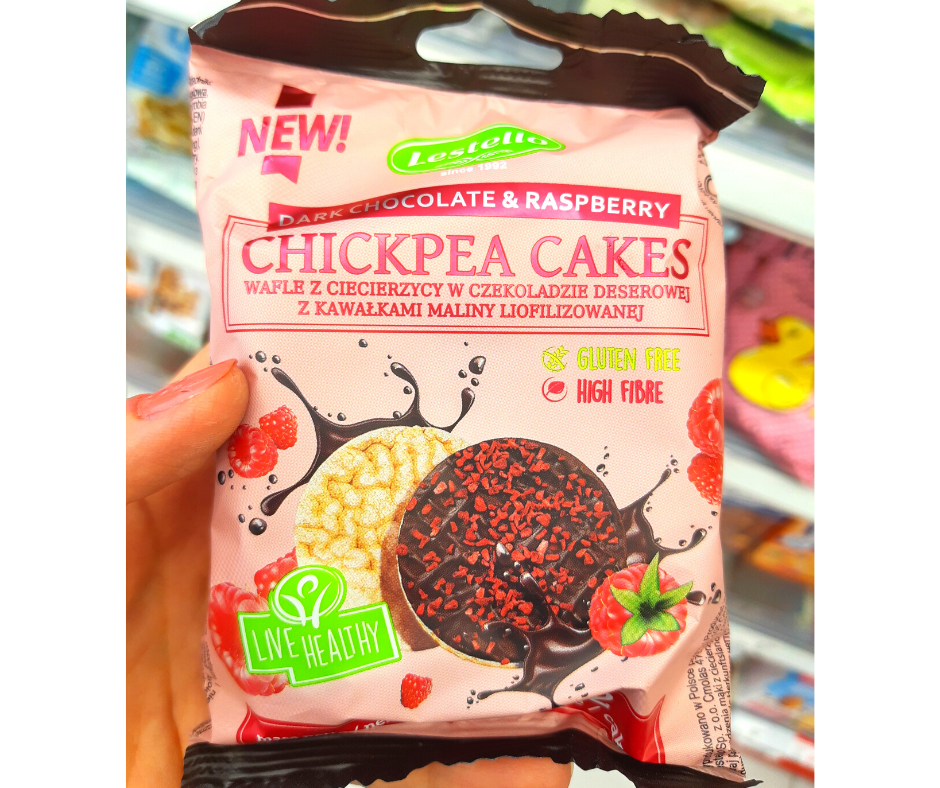 NEW!
Lestello
since 1992
DARK CHOCOLATE & RASPBERRY
CHICKPEA CAKES
WAFLE Z CIECIERZYCY W CZEKOLADZIE DESEROWEJ
Z KAWAŁKAMI MALINY LIOFILIZOWANEJ
GLUTEN FREE
HIGH FIBRE
LIVE HEALTHY